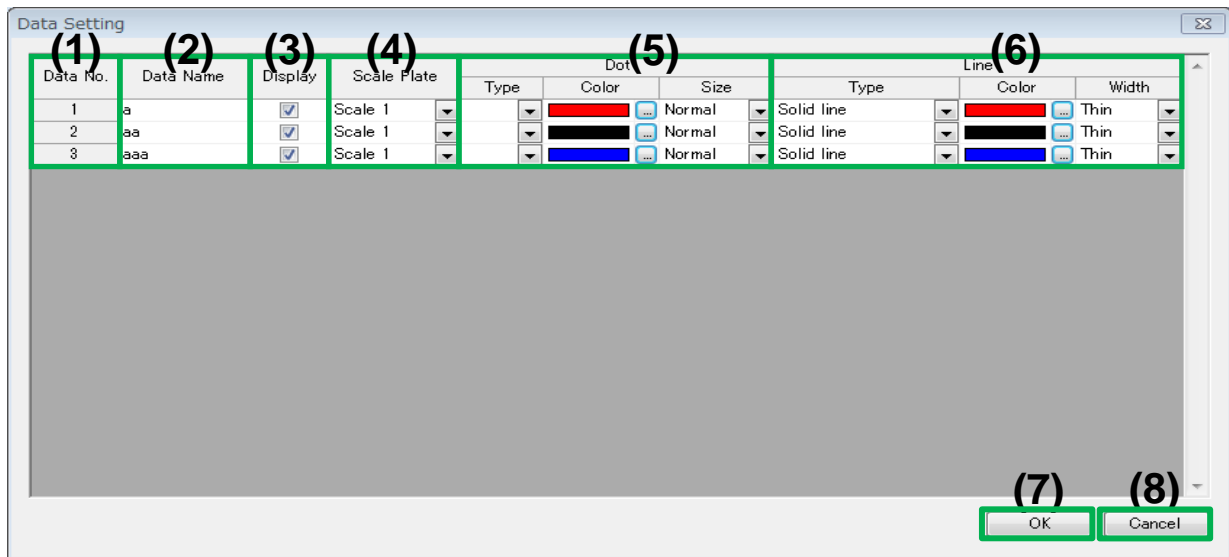 Data Setting
(1) (2) (3) (4) (5) (6)
Data No. Data Name Display Scale Plate Dot Line
Type Color Size Type Color Width
1 a Scale 1 ... Normal Solid line ... Thin
2 aa Scale 1 ... Normal Solid line ... Thin
3 aaa Scale 1 ... Normal Solid line ... Thin
(7) (8)
OK Cancel